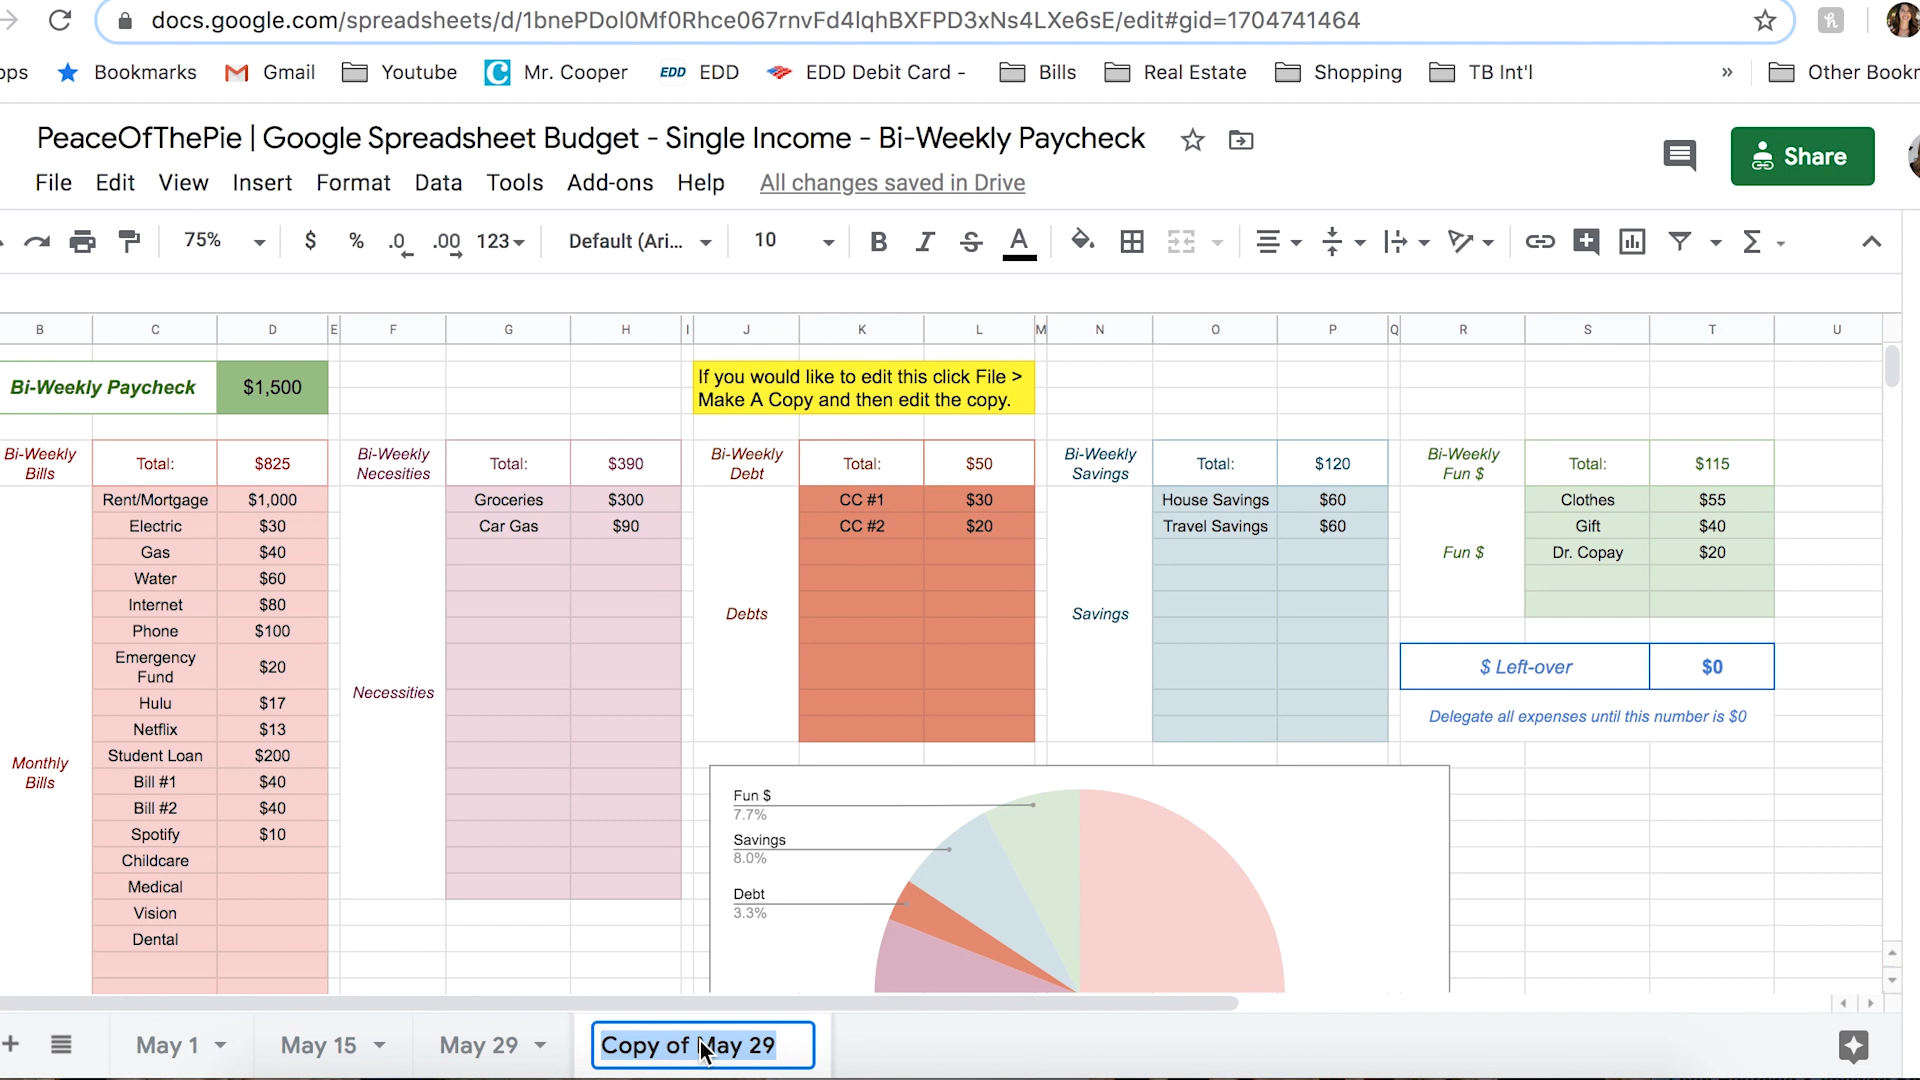 docs.google.com/spreadsheets/d/1bnePDol0Mf0Rhce067rnvFd4lqhBXFPD3xNs4LXe6sE/edit#gid=1704741464
Bookmarks Gmail Youtube Mr. Cooper EDD EDD EDD Debit Card - Bills Real Estate Shopping TB Int'l » Other
PeaceOfThePie | Google Spreadsheet Budget - Single Income - Bi-Weekly Paycheck
Share
File Edit View Insert Format Data Tools Add-ons Help All changes saved in Drive
75% $ % .0 .00 123 Default (Ari... 10 B I S A
B C D E F G H I J K L M N O P Q R S T U
Bi-Weekly Paycheck $1,500
If you would like to edit this click File >
Make A Copy and then edit the copy.
Bi-Weekly Bills Total: $825 Bi-Weekly Necessities Total: $390 Bi-Weekly Debt Total: $50 Bi-Weekly Savings Total: $120 Bi-Weekly Fun $ Total: $115
Rent/Mortgage $1,000 Groceries $300 CC #1 $30 House Savings $60 Clothes $55
Electric $30 Car Gas $90 CC #2 $20 Travel Savings $60 Gift $40
Gas $40 Fun $ Dr. Copay $20
Water $60
Internet $80 Debts Savings
Phone $100
Emergency Fund $20 $ Left-over $0
Necessities
Hulu $17 Delegate all expenses until this number is $0
Netflix $13
Student Loan $200
Monthly Bills
Bill #1 $40
Bill #2 $40
Spotify $10
Childcare
Medical
Vision
Dental
Fun $
7.7%
Savings
8.0%
Debt
3.3%
May 1 May 15 May 29 Copy of May 29